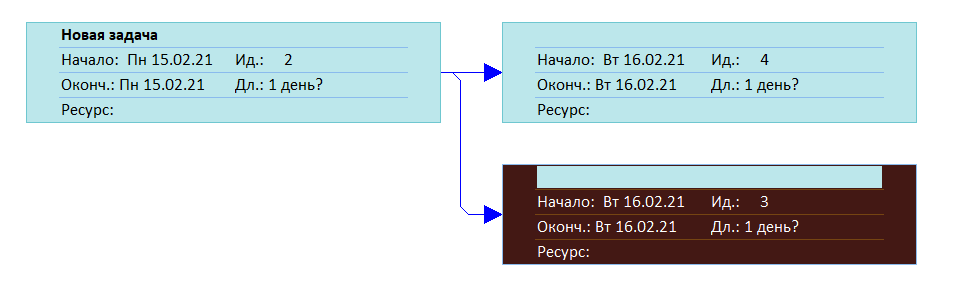 Новая задача
Начало: Пн 15.02.21 Ид.: 2
Оконч.: Пн 15.02.21 Дл.: 1 день?
Ресурс:
Начало: Вт 16.02.21 Ид.: 4
Оконч.: Вт 16.02.21 Дл.: 1 день?
Ресурс:
Начало: Вт 16.02.21 Ид.: 3
Оконч.: Вт 16.02.21 Дл.: 1 день?
Ресурс: